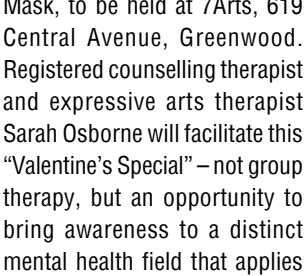 Mask, to be held at 7Arts, 619
Central Avenue, Greenwood.
Registered counselling therapist
and expressive arts therapist
Sarah Osborne will facilitate this
“Valentine’s Special” – not group
therapy, but an opportunity to
bring awareness to a distinct
mental health field that applies